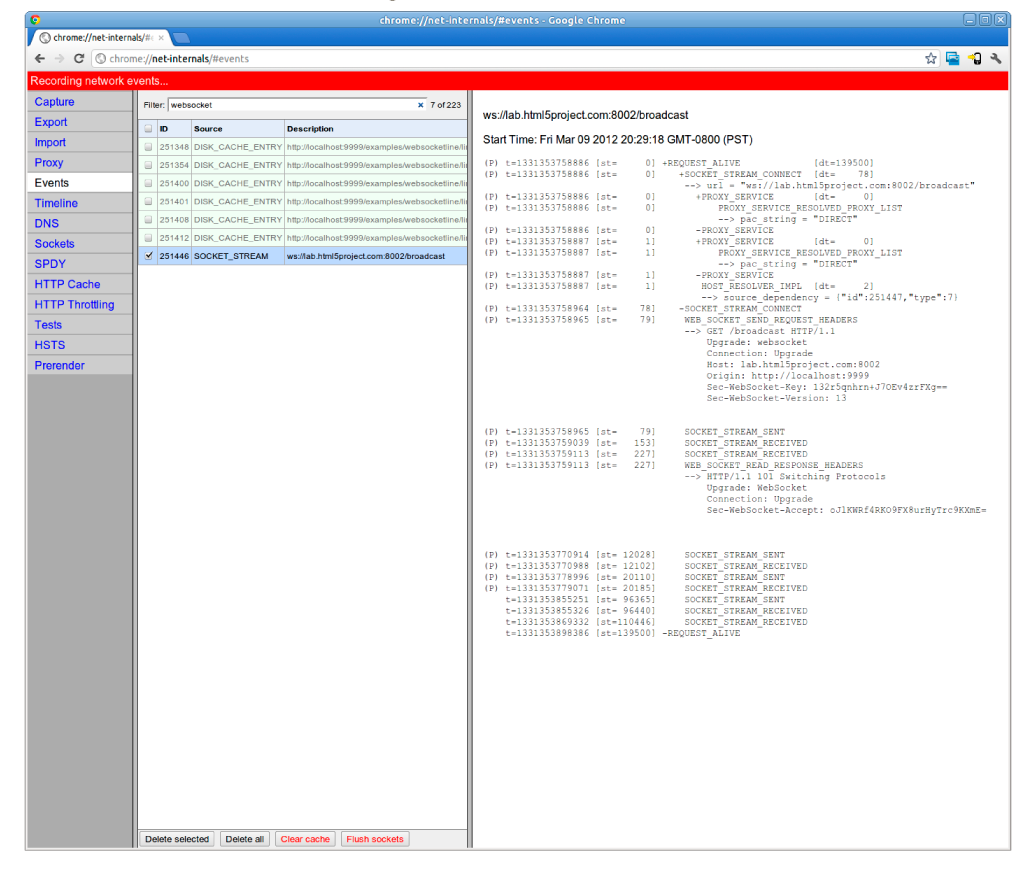 chrome://net-internals/#events - Google Chrome
chrome://net-internals/#e
chrome://net-internals/#events
Recording network events...
Capture
Export
Import
Proxy
Events
Timeline
DNS
Sockets
SPDY
HTTP Cache
HTTP Throttling
Tests
HSTS
Prerender
Filter: websocket x 7 of 223
ID Source Description
251348 DISK_CACHE_ENTRY http://localhost:9999/examples/websocketline/li
251354 DISK_CACHE_ENTRY http://localhost:9999/examples/websocketline/li
251400 DISK_CACHE_ENTRY http://localhost:9999/examples/websocketline/li
251401 DISK_CACHE_ENTRY http://localhost:9999/examples/websocketline/li
251408 DISK_CACHE_ENTRY http://localhost:9999/examples/websocketline/li
251412 DISK_CACHE_ENTRY http://localhost:9999/examples/websocketline/li
251446 SOCKET_STREAM ws://lab.html5project.com:8002/broadcast
Delete selected Delete all Clear cache Flush sockets
ws://lab.html5project.com:8002/broadcast
Start Time: Fri Mar 09 2012 20:29:18 GMT-0800 (PST)
(P) t=1331353758886 [st= 0] +REQUEST_ALIVE [dt=139500]
(P) t=1331353758886 [st= 0] +SOCKET_STREAM_CONNECT [dt= 78]
--> url = "ws://lab.html5project.com:8002/broadcast"
(P) t=1331353758886 [st= 0] +PROXY_SERVICE [dt= 0]
(P) t=1331353758886 [st= 0] PROXY_SERVICE_RESOLVED_PROXY_LIST
--> pac_string = "DIRECT"
(P) t=1331353758886 [st= 0] -PROXY_SERVICE
(P) t=1331353758887 [st= 1] +PROXY_SERVICE [dt= 0]
(P) t=1331353758887 [st= 1] PROXY_SERVICE_RESOLVED_PROXY_LIST
--> pac_string = "DIRECT"
(P) t=1331353758887 [st= 1] -PROXY_SERVICE
(P) t=1331353758887 [st= 1] HOST_RESOLVER_IMPL [dt= 2]
--> source_dependency = {"id":251447,"type":7}
(P) t=1331353758964 [st= 78] -SOCKET_STREAM_CONNECT
(P) t=1331353758965 [st= 79] WEB_SOCKET_SEND_REQUEST_HEADERS
--> GET /broadcast HTTP/1.1
Upgrade: websocket
Connection: Upgrade
Host: lab.html5project.com:8002
Origin: http://localhost:9999
Sec-WebSocket-Key: 132r5qnhrn+J7OEv4zrFXg==
Sec-WebSocket-Version: 13
(P) t=1331353758965 [st= 79] SOCKET_STREAM_SENT
(P) t=1331353759039 [st= 153] SOCKET_STREAM_RECEIVED
(P) t=1331353759113 [st= 227] SOCKET_STREAM_RECEIVED
(P) t=1331353759113 [st= 227] WEB_SOCKET_READ_RESPONSE_HEADERS
--> HTTP/1.1 101 Switching Protocols
Upgrade: WebSocket
Connection: Upgrade
Sec-WebSocket-Accept: oJlKWRf4RKO9FX8urHyTrc9KXmE=
(P) t=1331353770914 [st= 12028] SOCKET_STREAM_SENT
(P) t=1331353770988 [st= 12102] SOCKET_STREAM_RECEIVED
(P) t=1331353778996 [st= 20110] SOCKET_STREAM_SENT
(P) t=1331353779071 [st= 20185] SOCKET_STREAM_RECEIVED
t=1331353855251 [st= 96365] SOCKET_STREAM_SENT
t=1331353855326 [st= 96440] SOCKET_STREAM_RECEIVED
t=1331353869332 [st=110446] SOCKET_STREAM_RECEIVED
t=1331353898386 [st=139500] -REQUEST_ALIVE